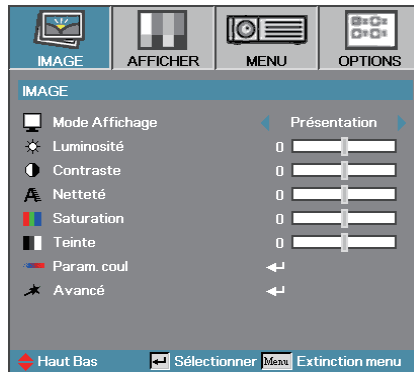 IMAGE AFFICHER MENU OPTIONS
IMAGE
Mode Affichage Présentation
Luminosité 0
Contraste 0
Netteté 0
Saturation 0
Teinte 0
Param. coul
Avancé
Haut Bas Sélectionner Menu Extinction menu